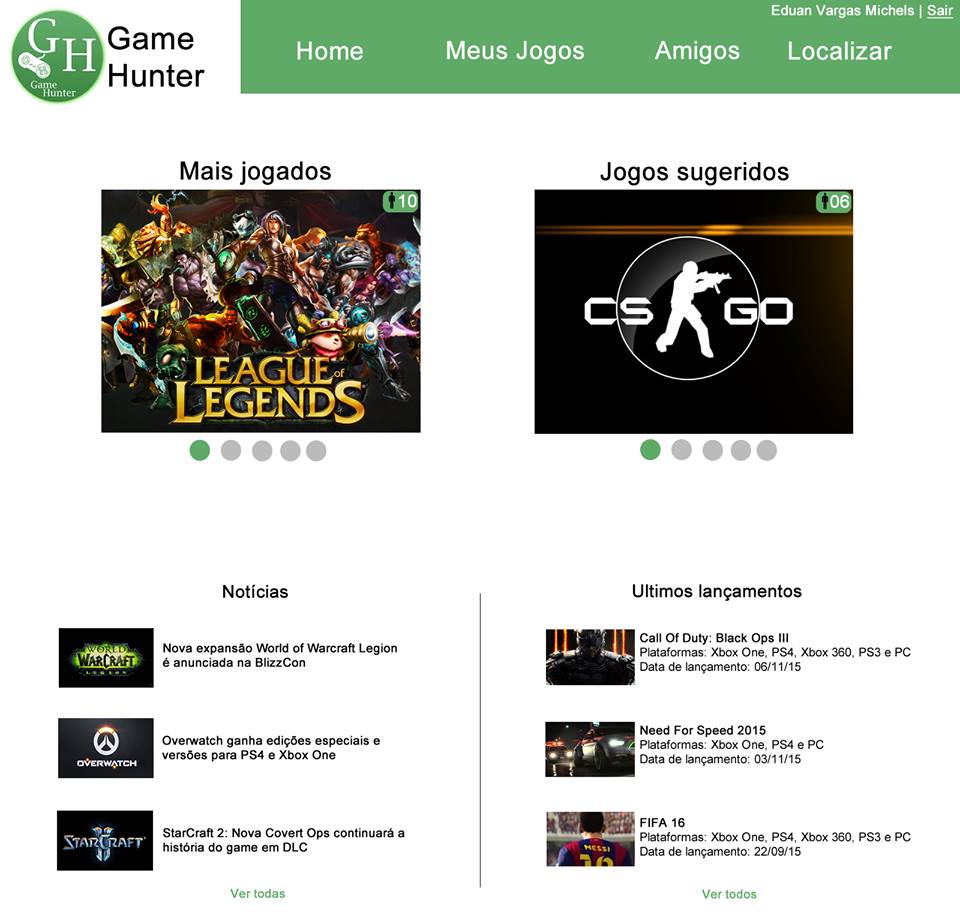 Eduan Vargas Michels | Sair
GH
Game
Hunter
Game
Hunter
Home
Meus Jogos
Amigos
Localizar
Mais jogados
10
LEAGUE of
LEGENDS
Jogos sugeridos
06
CS GO
Notícias
WORLD
WARCRAFT
LEGION
Nova expansão World of Warcraft Legion
é anunciada na BlizzCon
OVERWATCH
Overwatch ganha edições especiais e
versões para PS4 e Xbox One
STARCRAFT
II
StarCraft 2: Nova Covert Ops continuará a
história do game em DLC
Ver todas
Ultimos lançamentos
Call Of Duty: Black Ops III
Plataformas: Xbox One, PS4, Xbox 360, PS3 e PC
Data de lançamento: 06/11/15
Need For Speed 2015
Plataformas: Xbox One, PS4 e PC
Data de lançamento: 03/11/15
MESSI
10
FIFA 16
Plataformas: Xbox One, PS4, Xbox 360, PS3 e PC
Data de lançamento: 22/09/15
Ver todos